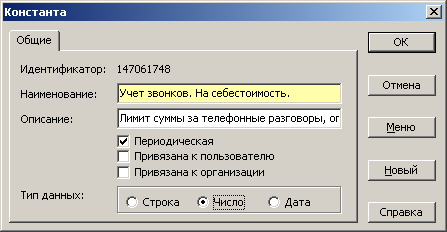 Константа
Общие
OK
Идентификатор: 147061748
Отмена
Наименование: Учет звонков. На себестоимость.
Описание: Лимит суммы за телефонные разговоры, ог
Меню
Периодическая
Привязана к пользователю
Привязана к организации
Новый
Тип данных: Строка Число Дата
Справка